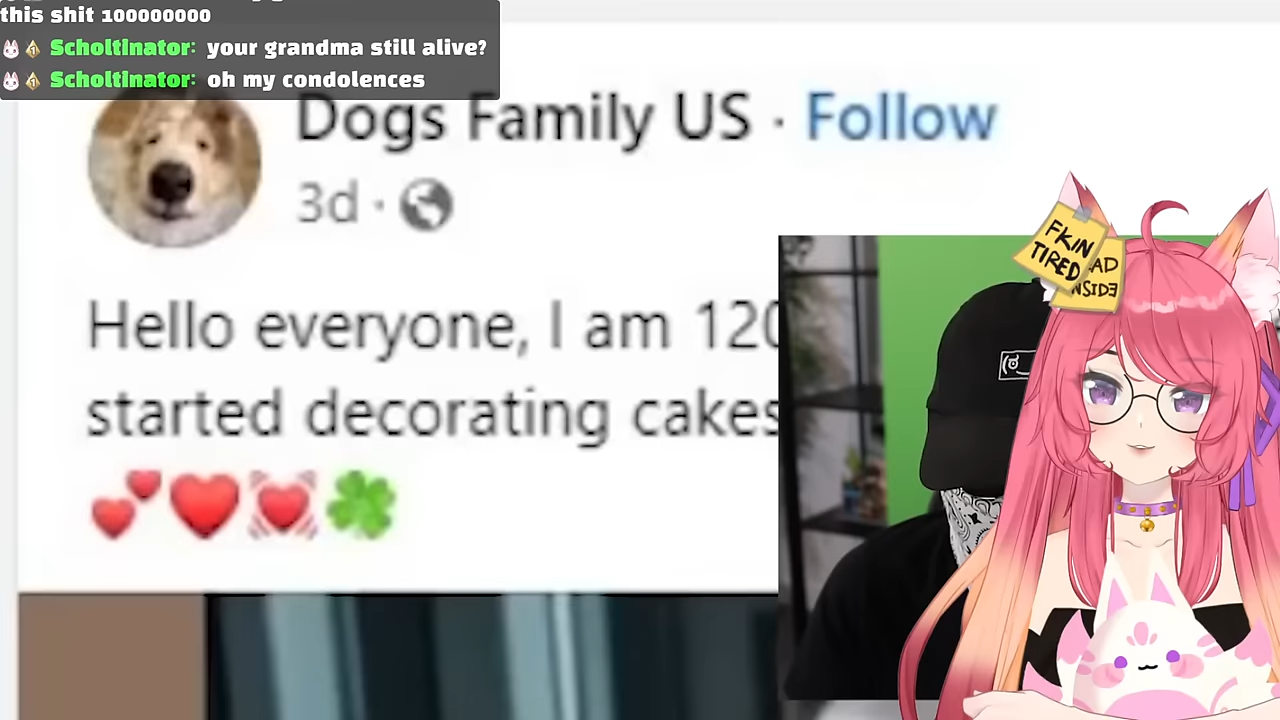 this shit 100000000
Scholtinator: your grandma still alive?
Scholtinator: oh my condolences
Dogs Family US · Follow
3d ·
Hello everyone, I am 120
started decorating cakes
FKIN
TIRED
AD
NSIDE